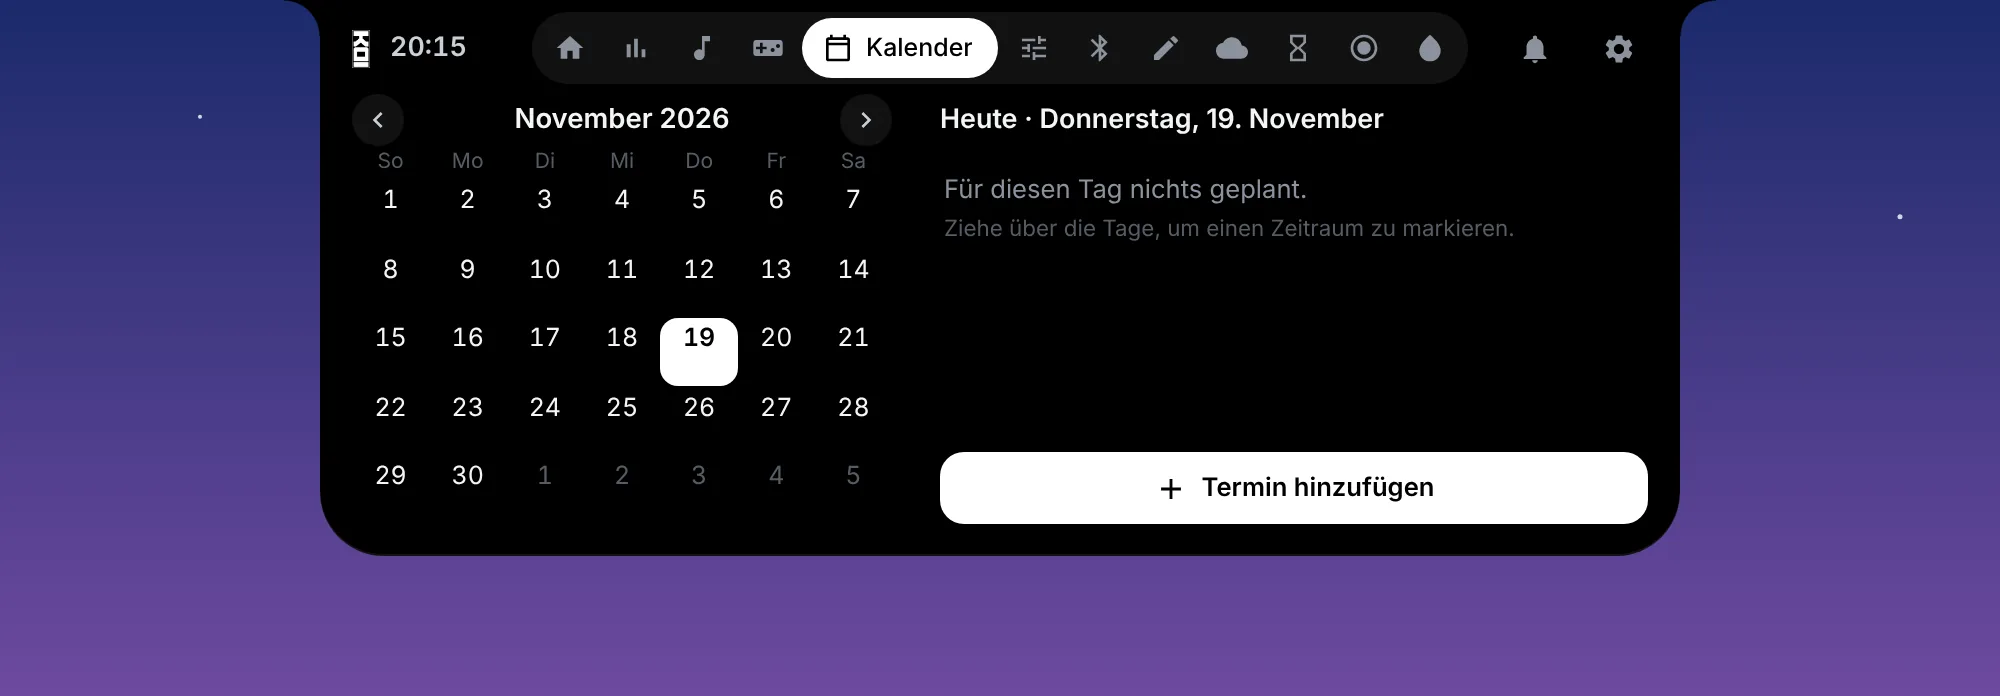 20:15
Kalender
November 2026
So Mo Di Mi Do Fr Sa
1 2 3 4 5 6 7
8 9 10 11 12 13 14
15 16 17 18 19 20 21
22 23 24 25 26 27 28
29 30 1 2 3 4 5
Heute · Donnerstag, 19. November
Für diesen Tag nichts geplant.
Ziehe über die Tage, um einen Zeitraum zu markieren.
+ Termin hinzufügen